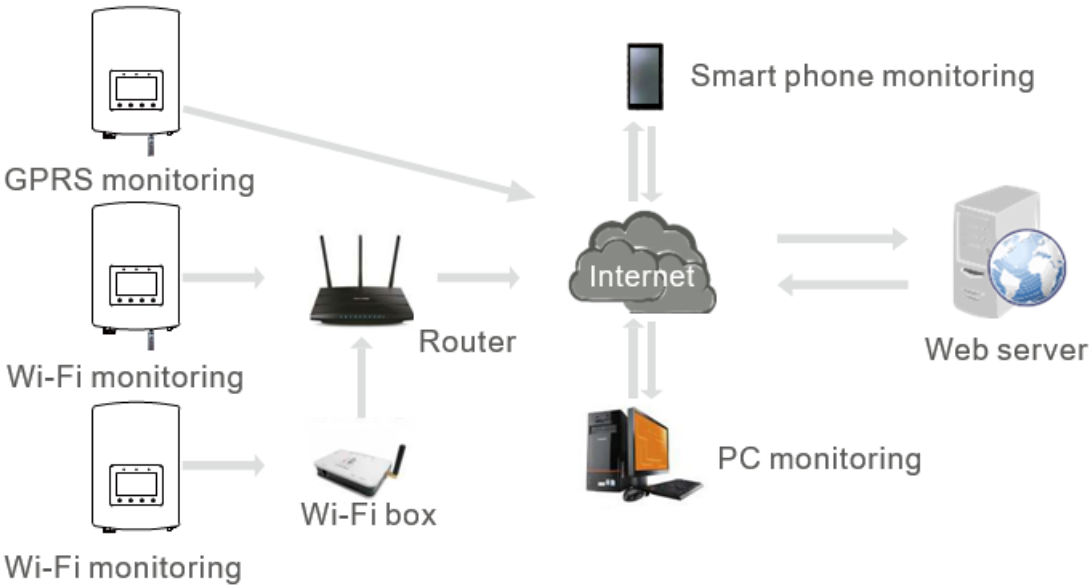 Smart phone monitoring
GPRS monitoring
Internet
Router
Web server
Wi-Fi monitoring
PC monitoring
Wi-Fi box
Wi-Fi monitoring